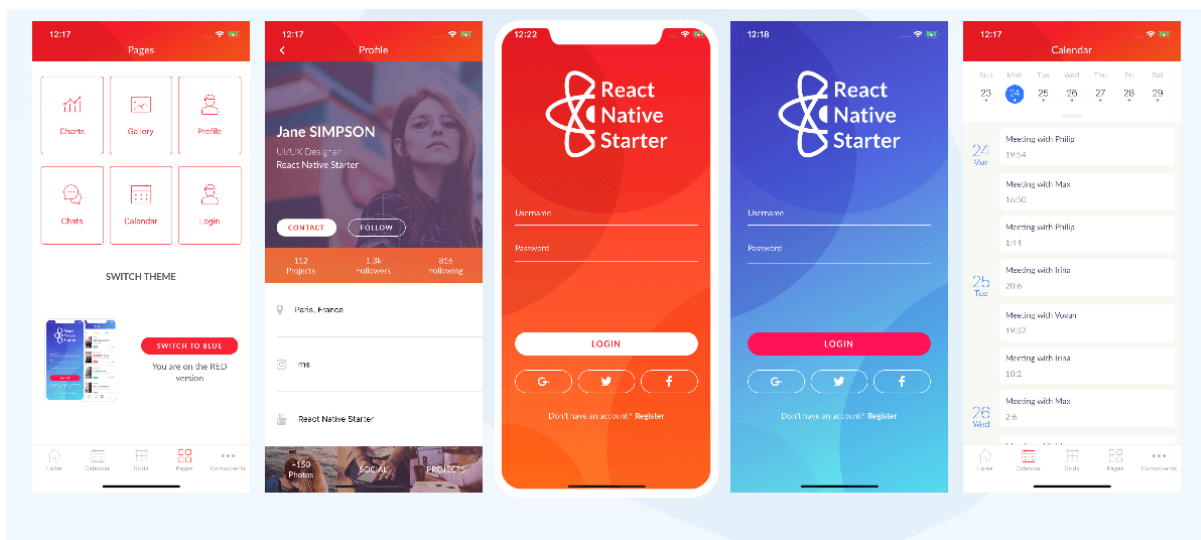 12:17
Pages
Charts
Gallery
Profile
Chats
Calendar
Login
SWITCH THEME
SWITCH TO BLUE
You are on the RED
version
Home
Calendar
Grids
Pages
Components
12:17
Profile
Jane SIMPSON
UI/UX Designer
React Native Starter
CONTACT
FOLLOW
112
Projects
1.3k
Followers
816
Following
Paris, France
rns
React Native Starter
+150
Photos
SOCIAL
PROJECTS
12:22
React
Native
Starter
Username
Password
LOGIN
G+
f
Don't have an account? Register
12:18
React
Native
Starter
Username
Password
LOGIN
G+
f
Don't have an account? Register
12:17
Calendar
Sun Mon Tue Wed Thu Fri Sat
23 24 25 26 27 28 29
24
Mon
Meeting with Philip
19:54
Meeting with Max
16:50
Meeting with Philip
1:44
25
Tue
Meeting with Irina
20:6
Meeting with Vovan
19:37
Meeting with Irina
10:2
26
Wed
Meeting with Max
2:6
Home
Calendar
Grids
Pages
Components